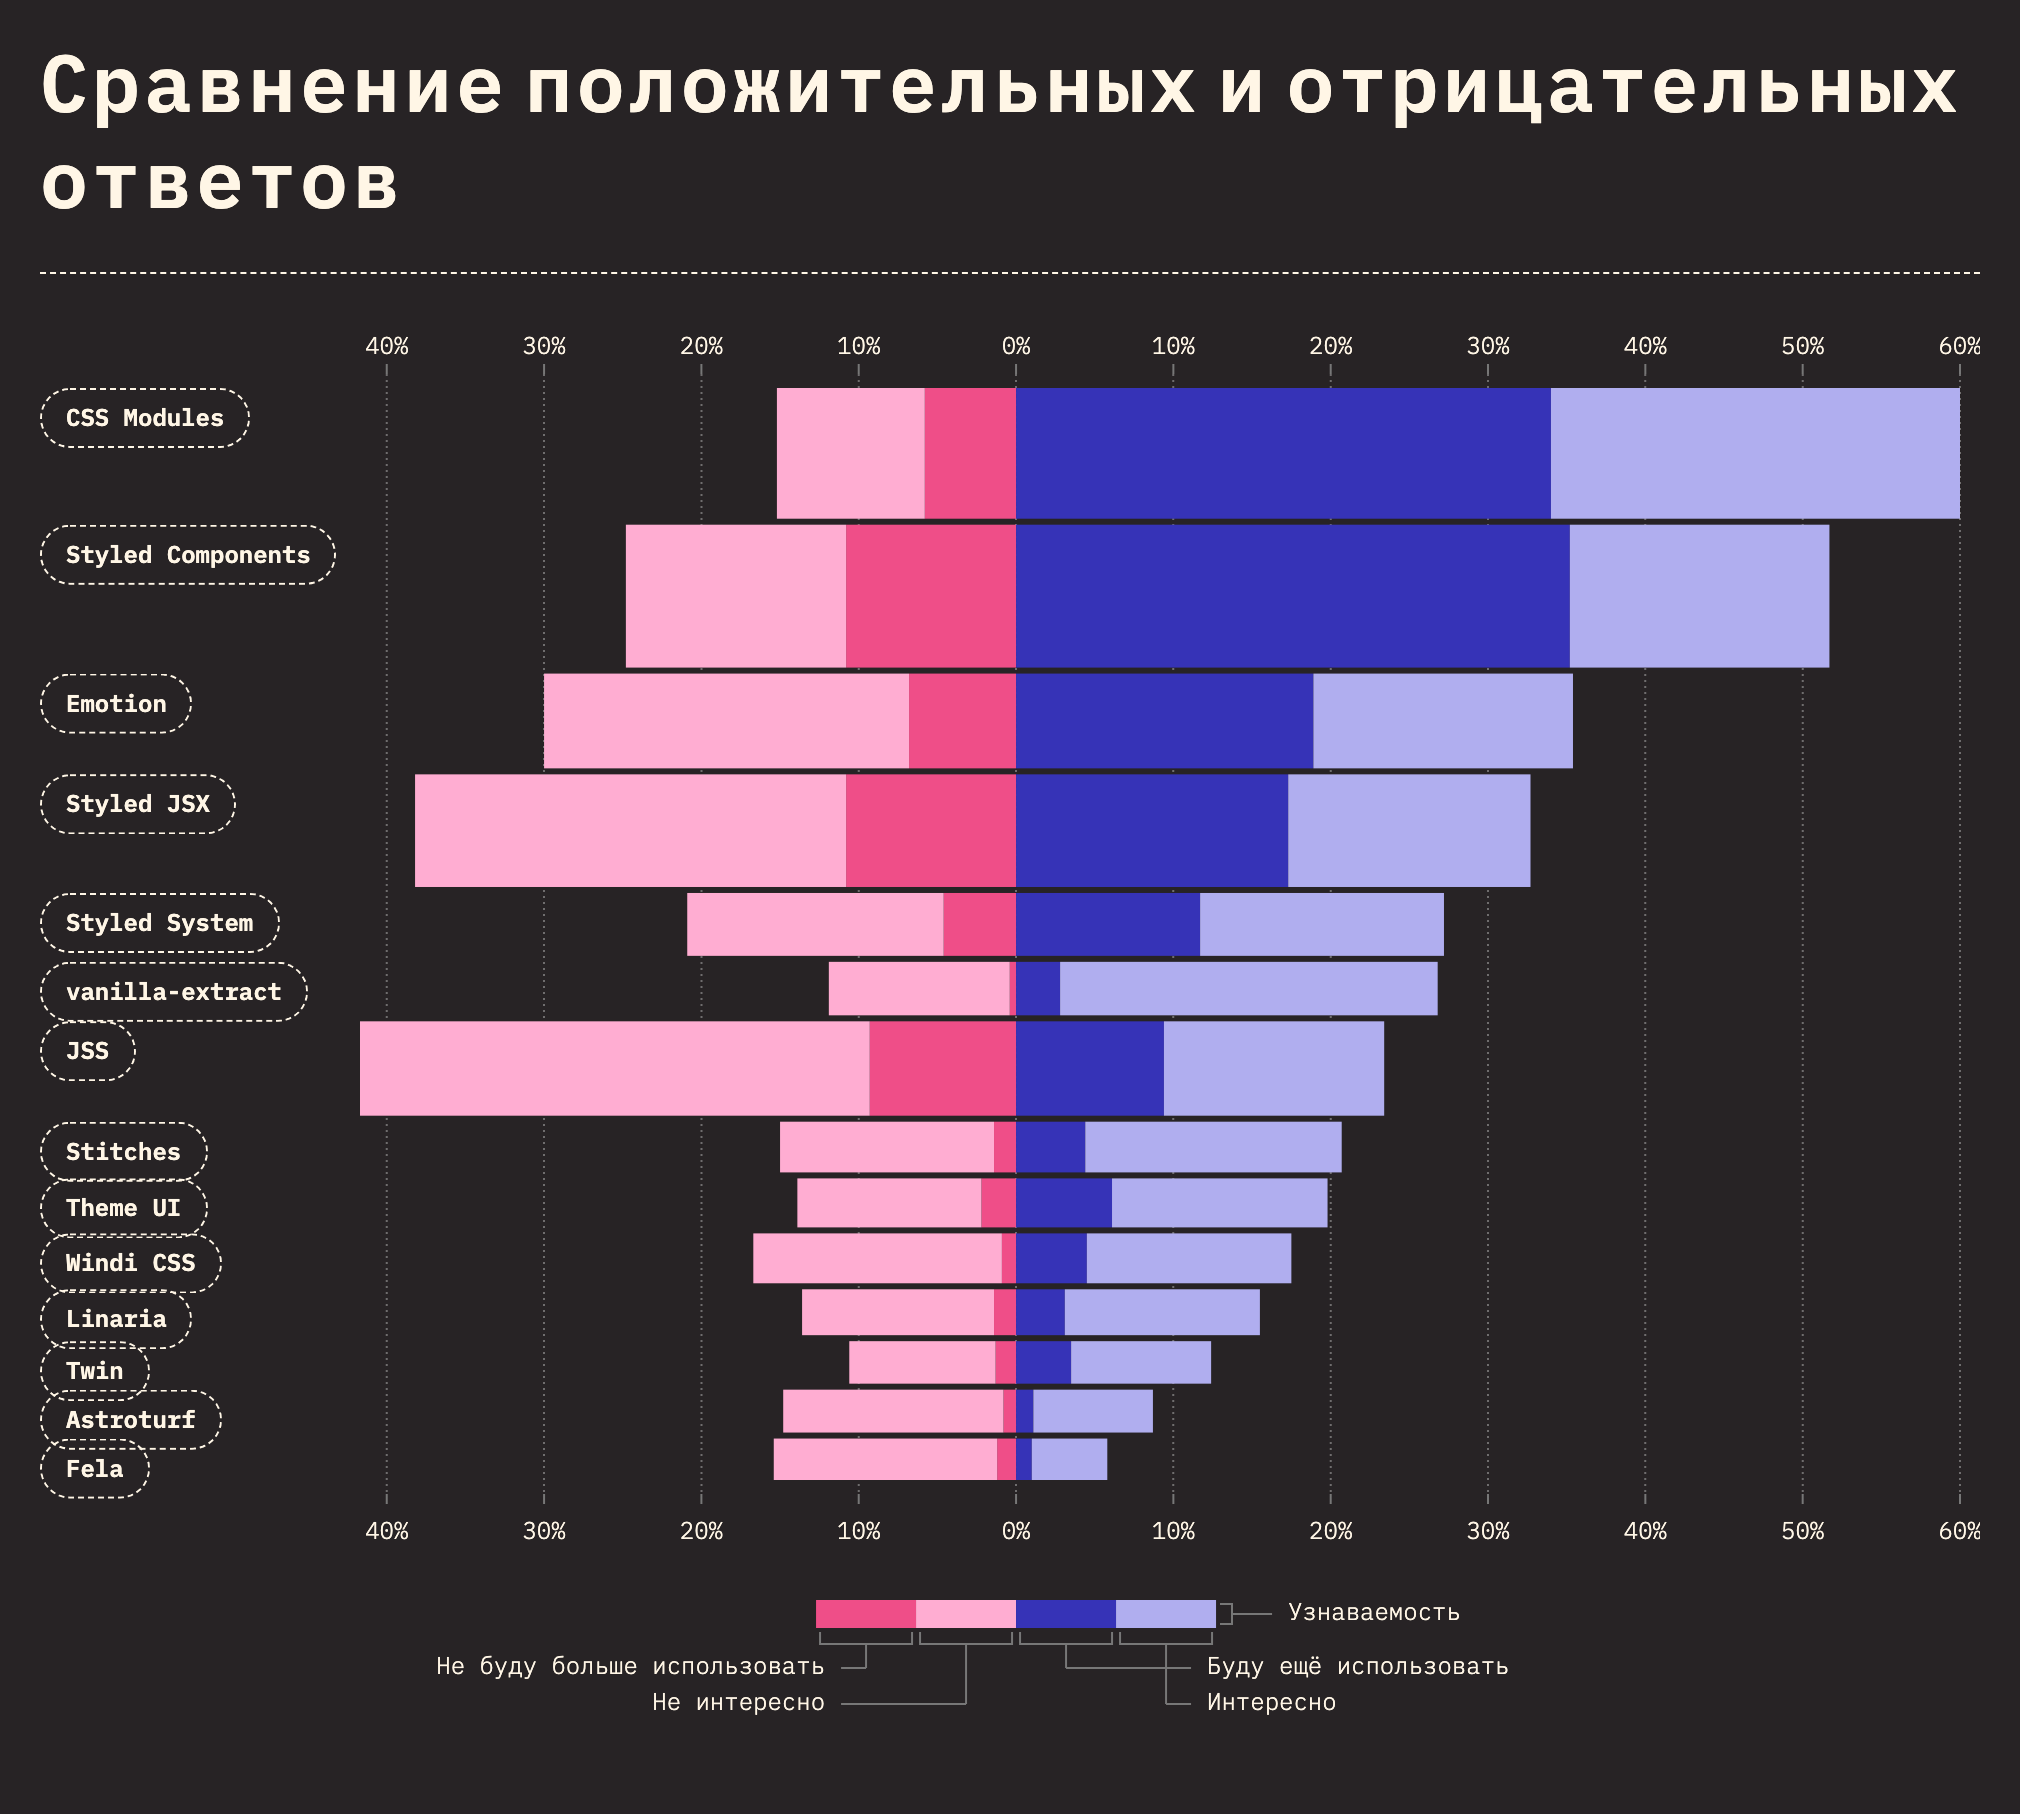 Сравнение положительных и отрицательных
ответов
40% 30% 20% 10% 0% 10% 20% 30% 40% 50% 60%
CSS Modules
Styled Components
Emotion
Styled JSX
Styled System
vanilla-extract
JSS
Stitches
Theme UI
Windi CSS
Linaria
Twin
Astroturf
Fela
40% 30% 20% 10% 0% 10% 20% 30% 40% 50% 60%
Узнаваемость
Не буду больше использовать Буду ещё использовать
Не интересно Интересно